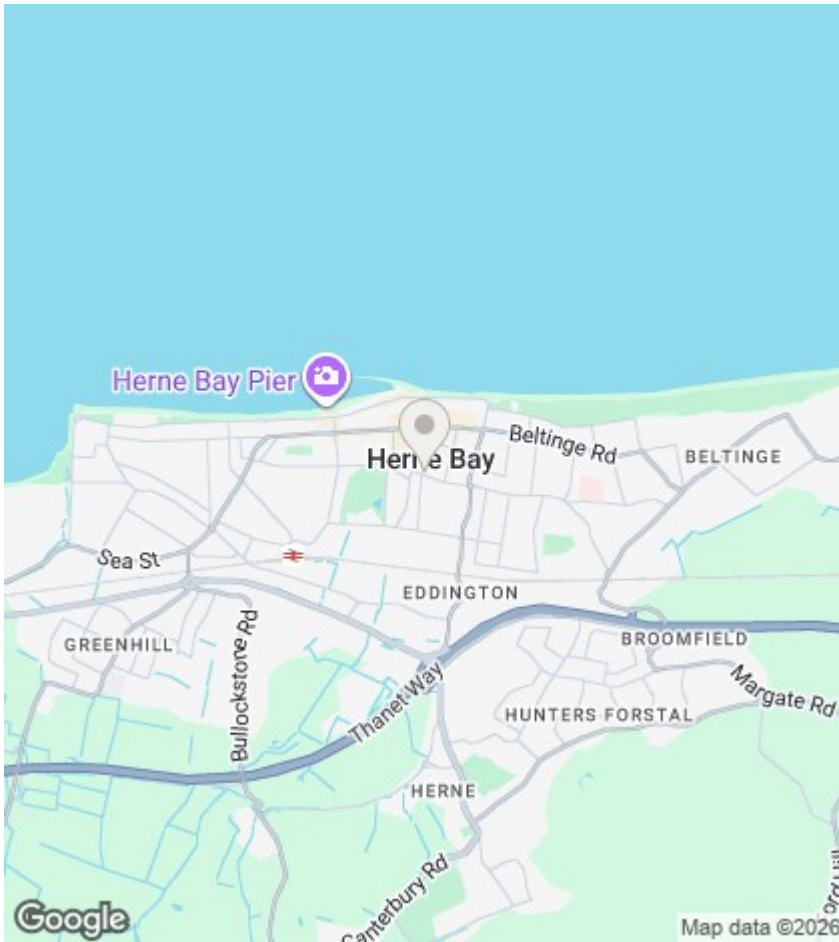 Herne Bay Pier
Herne Bay
Beltinge Rd
BELTINGE
Sea St
EDDINGTON
GREENHILL
Bullockstone Rd
BROOMFIELD
Thanet Way
Margate Rd
HUNTERS FORSTAL
HERNE
Canterbury Rd
Google
Map data ©2026